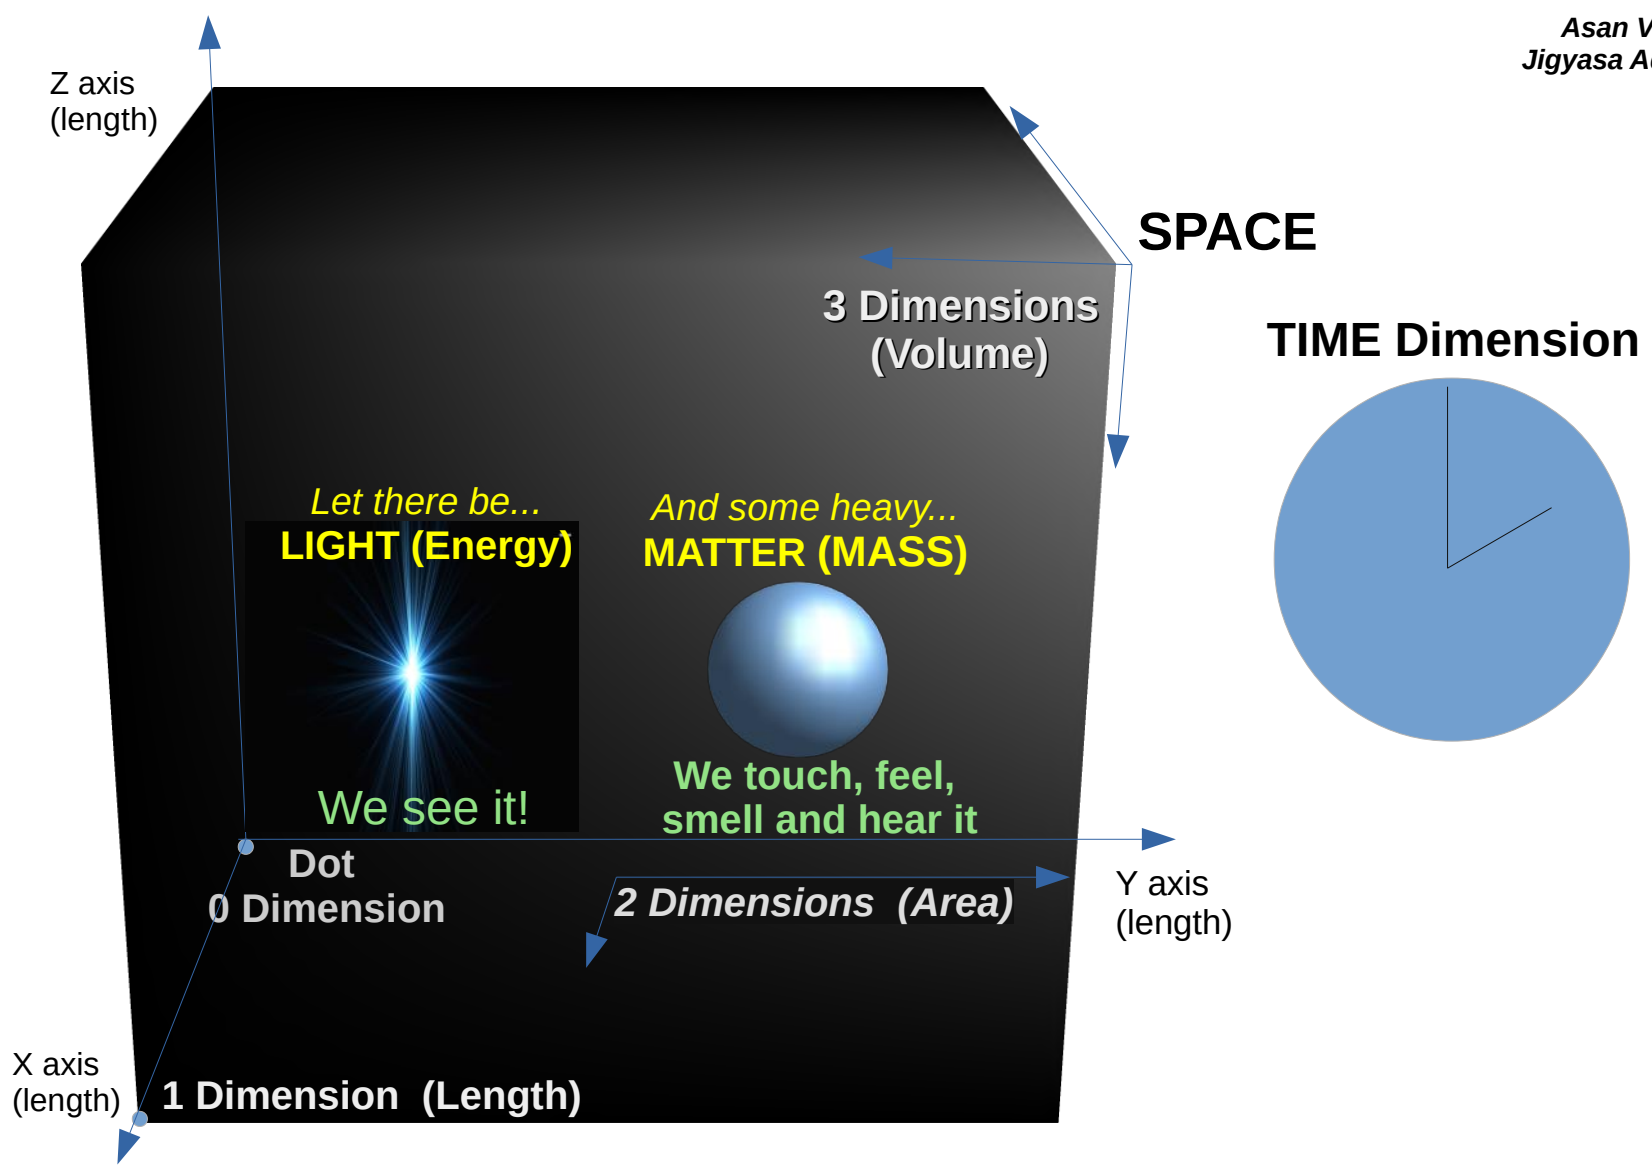 Asan
Jigyasa
Z axis
(length)
SPACE
3 Dimensions
(Volume)
TIME Dimension
Let there be...
LIGHT (Energy)
And some heavy...
MATTER (MASS)
We see it!
We touch, feel,
smell and hear it
Dot
0 Dimension
2 Dimensions  (Area)
Y axis
(length)
X axis
(length)
1 Dimension  (Length)